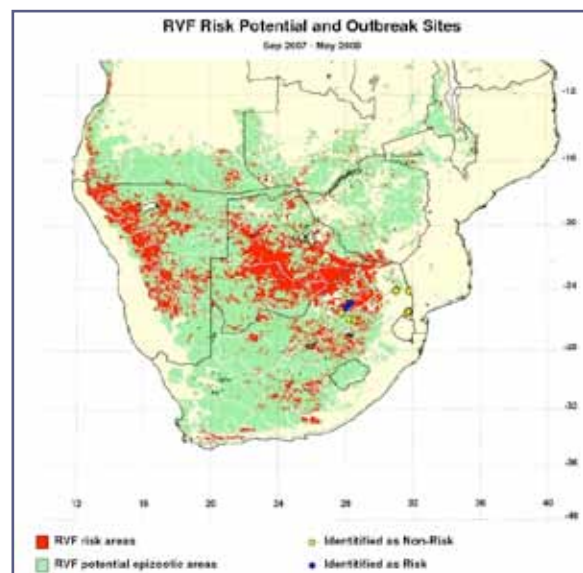 RVF Risk Potential and Outbreak Sites
Sep 2007 - May 2008
-12
-16
-20
-24
-28
-32
-36
-40
12
16
20
24
28
32
36
40
RVF risk areas
Identitified as Non-Risk
RVF potential epizootic areas
Identitified as Risk